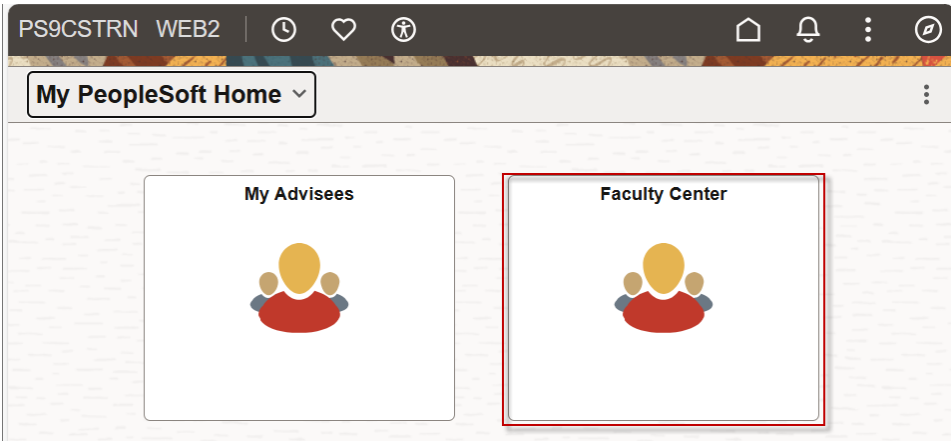 PS9CSTRN WEB2
My PeopleSoft Home
My Advisees
Faculty Center